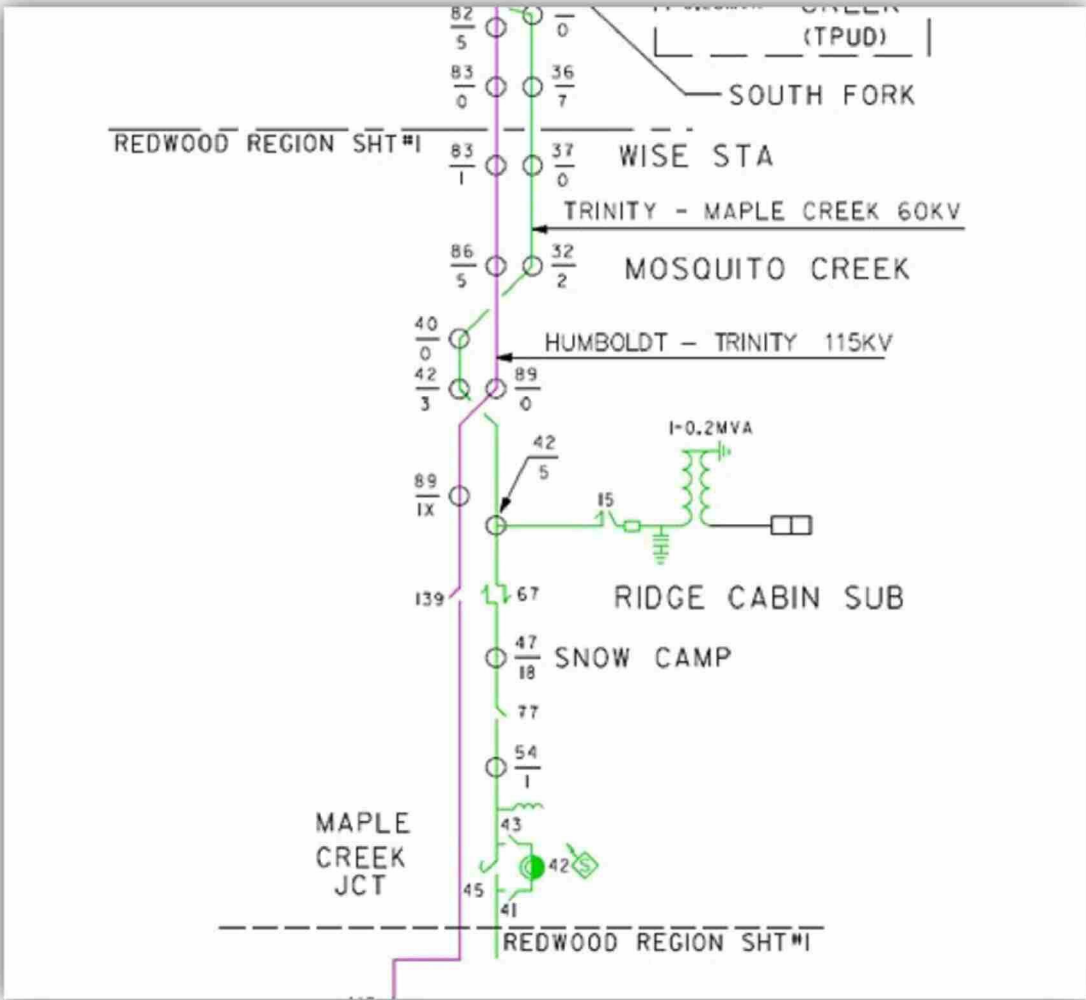 82
5
0
(TPUD)
83
0
36
7
SOUTH FORK
REDWOOD REGION SHT#1
83
1
37
0
WISE STA
TRINITY - MAPLE CREEK 60KV
86
5
32
2
MOSQUITO CREEK
40
0
HUMBOLDT - TRINITY 115KV
42
3
89
0
1-0.2MVA
42
5
89
1X
15
139
67
RIDGE CABIN SUB
47
18
SNOW CAMP
77
54
1
MAPLE
CREEK
JCT
43
42
S
45
41
REDWOOD REGION SHT#1